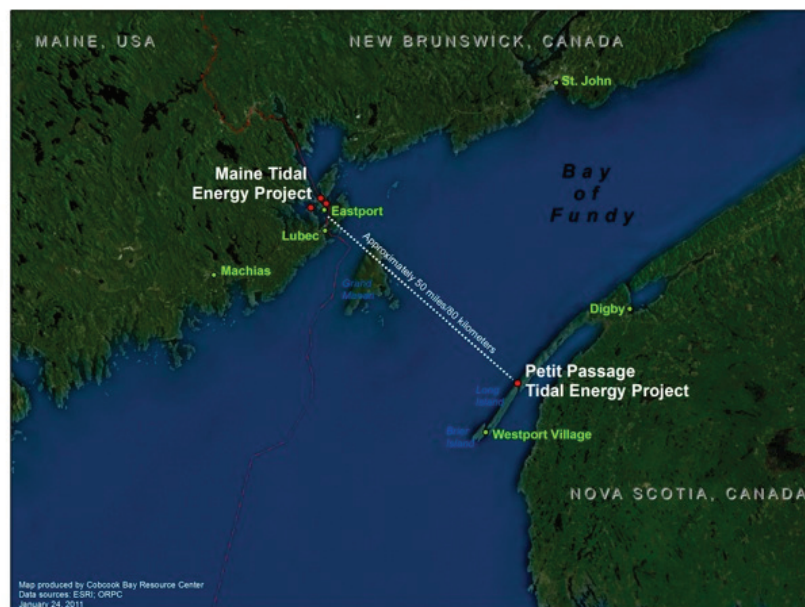 MAINE, USA
NEW BRUNSWICK, CANADA
St. John
Maine Tidal
Energy Project
Eastport
Lubec
Machias
Bay
of
Fundy
Grand
Manan
Approximately 50 miles/80 kilometers
Digby
Petit Passage
Tidal Energy Project
Long
Island
Brier
Island
Westport Village
NOVA SCOTIA, CANADA
Map produced by Cobcook Bay Resource Center
Data sources: ESRI; ORPC
January 24, 2011